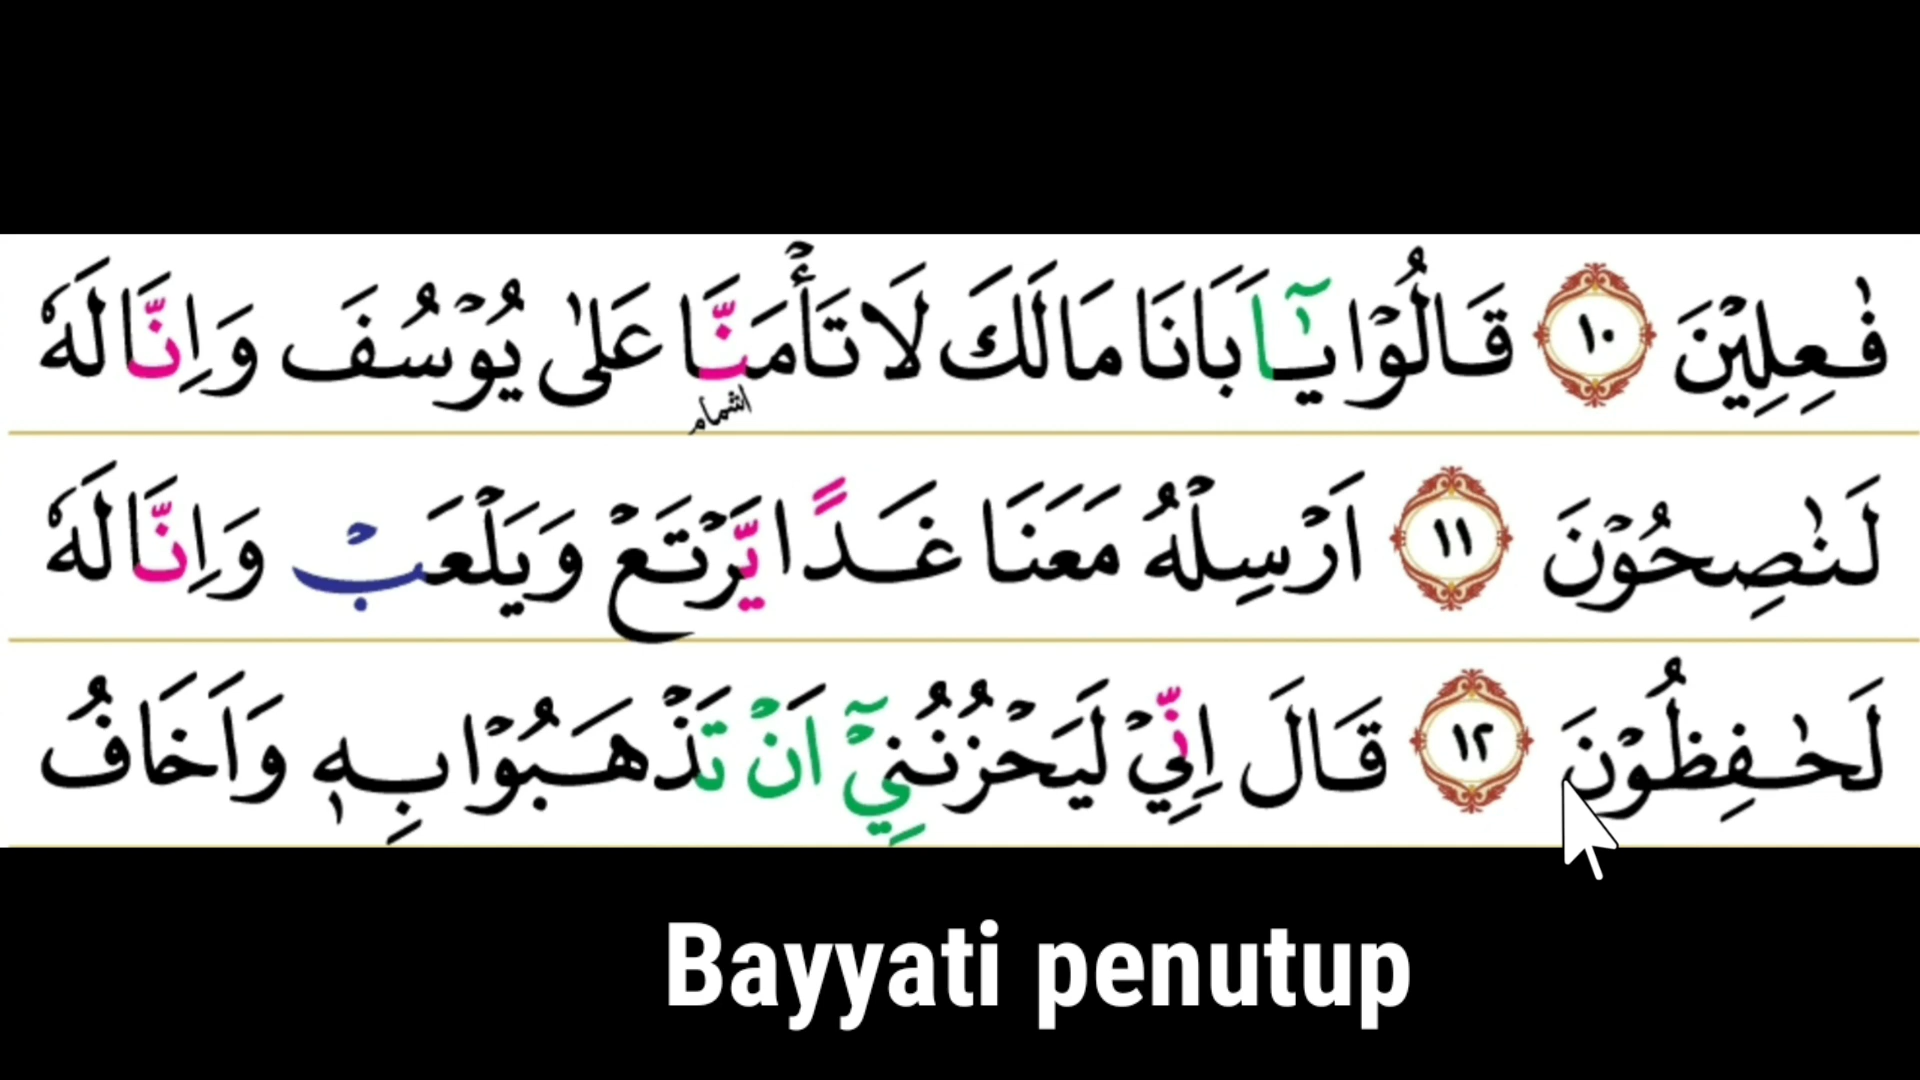 فٰعِلِيْنَ ١٠ قَالُوْا يٰٓاَبَانَا مَالَكَ لَا تَأْمَنَّا عَلٰى يُوْسُفَ وَاِنَّا لَهٗ
اشمام
لَنٰصِحُوْنَ ١١ اَرْسِلْهُ مَعَنَا غَدًا يَّرْتَعْ وَيَلْعَبْ وَاِنَّا لَهٗ
لَحٰفِظُوْنَ ١٢ قَالَ اِنِّيْ لَيَحْزُنُنِيْٓ اَنْ تَذْهَبُوْا بِهٖ وَاَخَافُ
Bayyati penutup